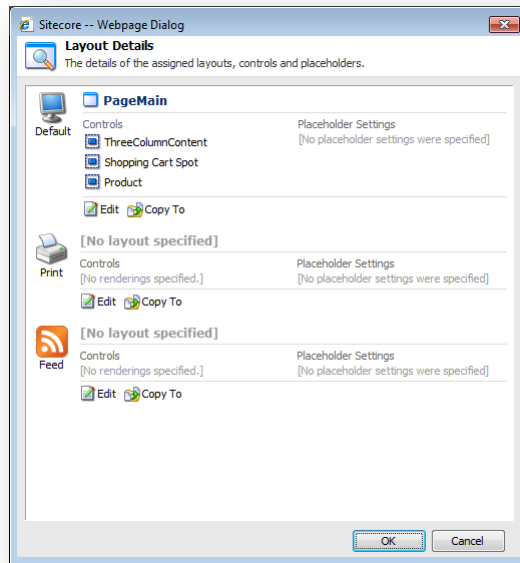 Sitecore -- Webpage Dialog
Layout Details
The details of the assigned layouts, controls and placeholders.
Default
PageMain
Controls Placeholder Settings
ThreeColumnContent [No placeholder settings were specified]
Shopping Cart Spot
Product
Edit Copy To
Print
[No layout specified]
Controls Placeholder Settings
[No renderings specified.] [No placeholder settings were specified]
Edit Copy To
Feed
[No layout specified]
Controls Placeholder Settings
[No renderings specified.] [No placeholder settings were specified]
Edit Copy To
OK Cancel